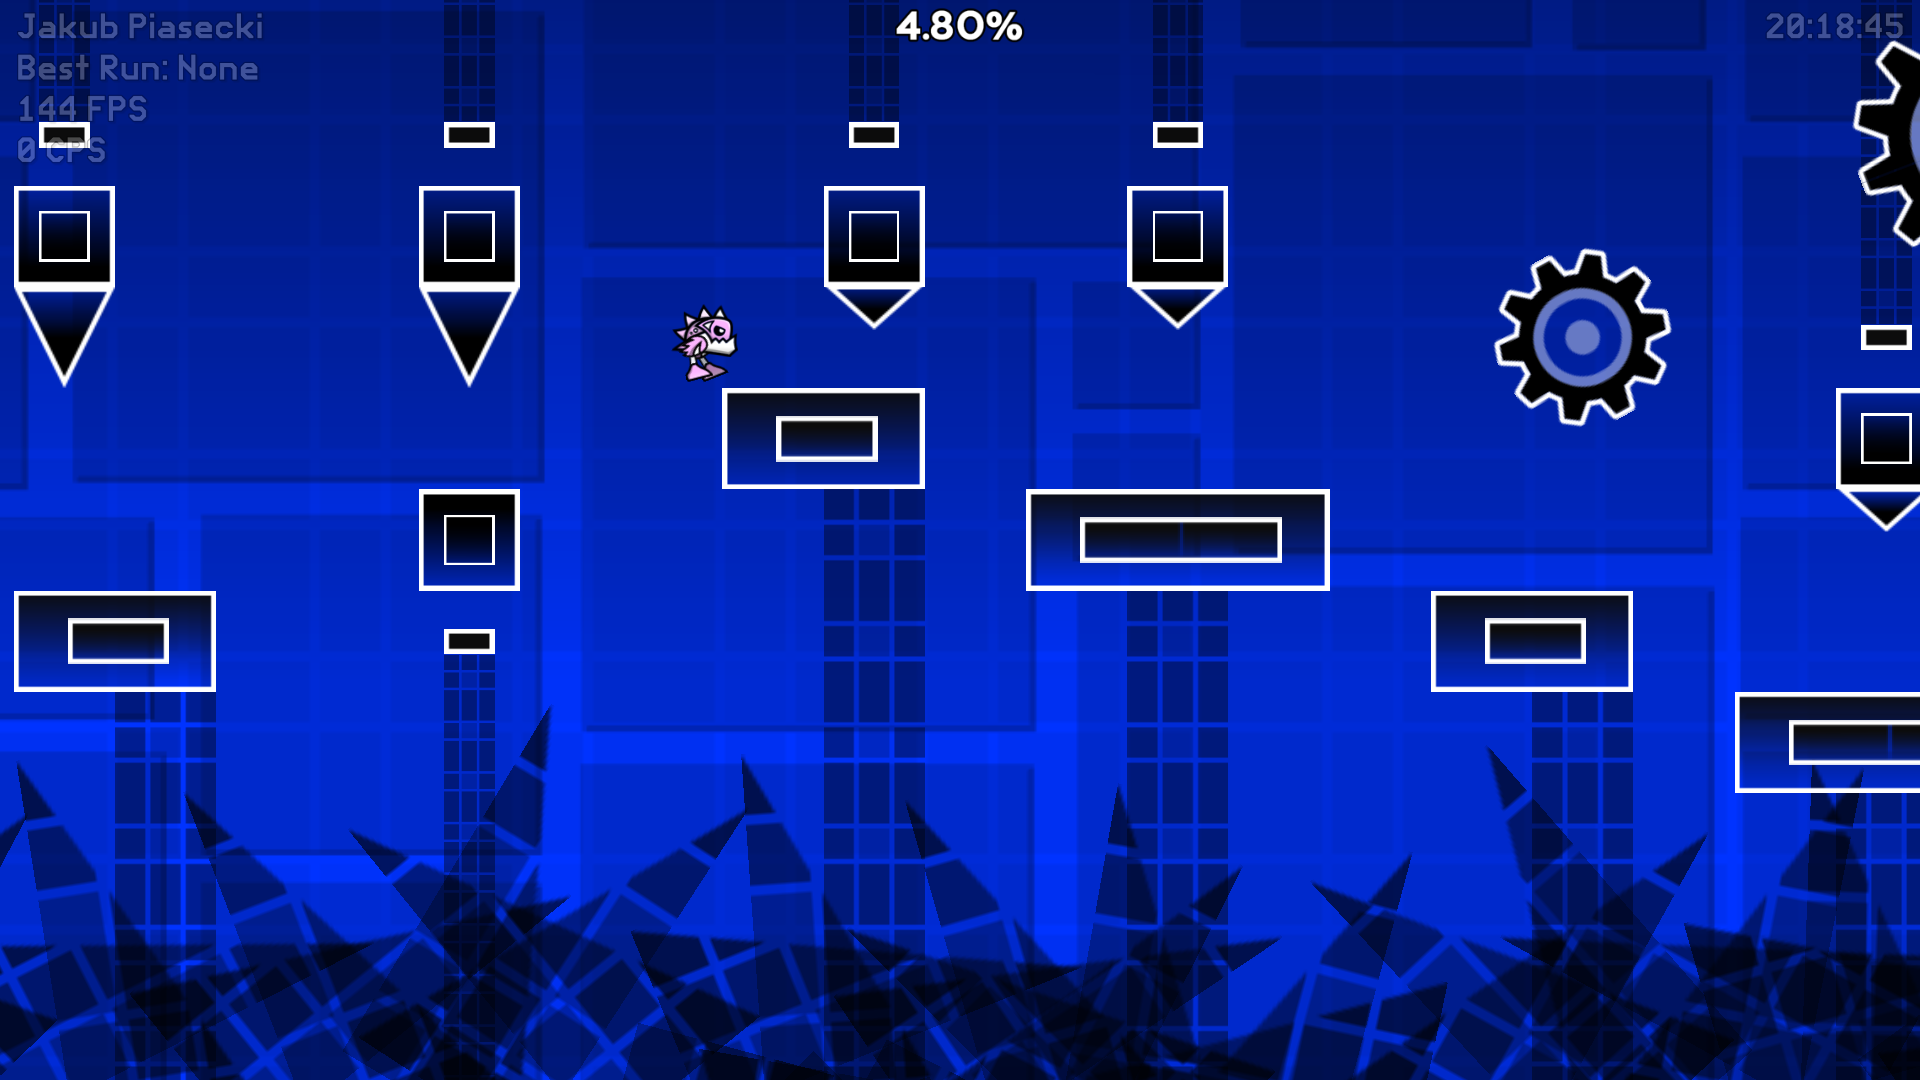 Jakub Piasecki
4.80%
20:18:45
Best Run: None
144 FPS
0 CPS